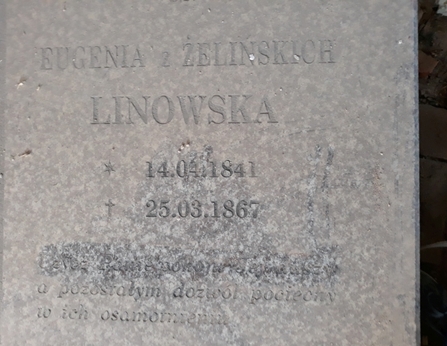 EUGENIA z ŻELIŃSKICH
LINOWSKA
* 14.04.1841
† 25.03.1867
a pozostałym dozwól pociechy
w ich osamotnieniu